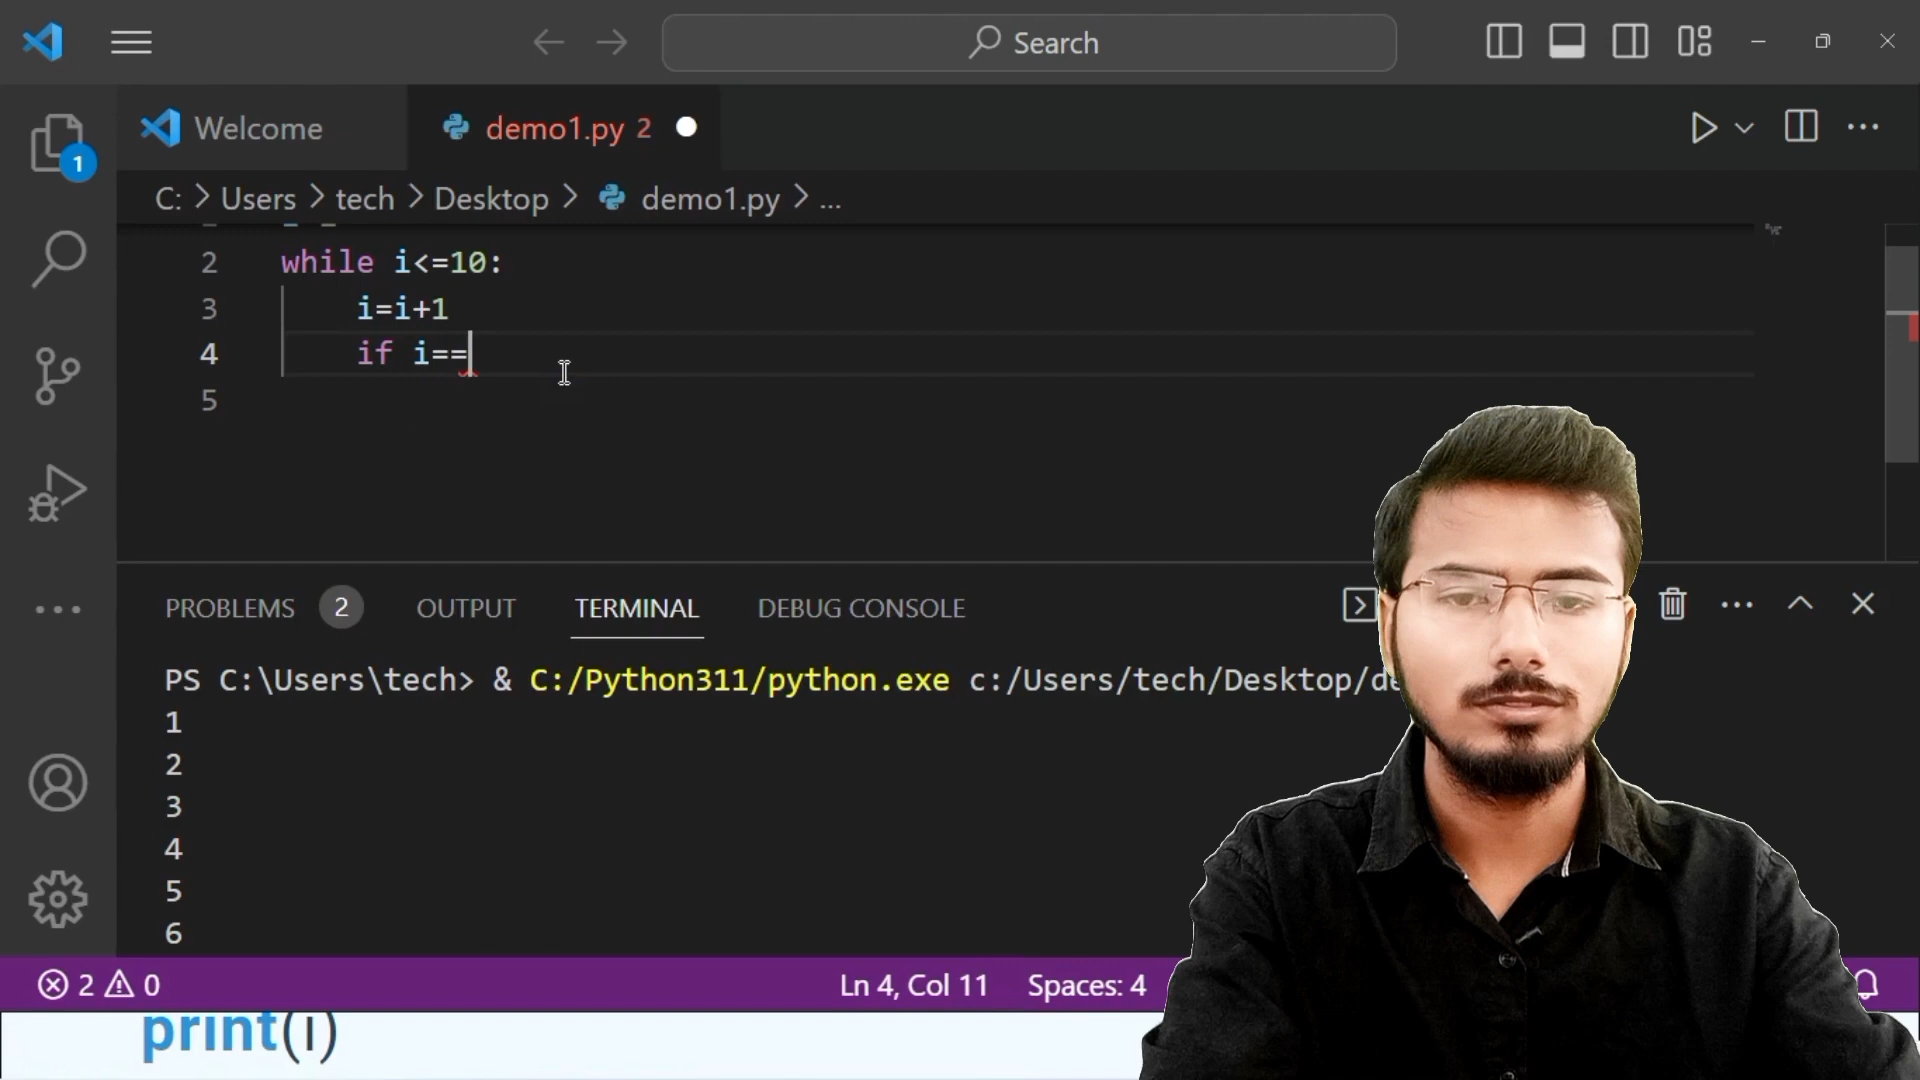 Search
Welcome demo1.py 2
C: > Users > tech > Desktop > demo1.py > ...
2 while i<=10:
3 i=i+1
4 if i==
5
PROBLEMS 2 OUTPUT TERMINAL DEBUG CONSOLE
PS C:\Users\tech> & C:/Python311/python.exe c:/Users/tech/Desktop/de
1
2
3
4
5
6
1
2 0 Ln 4, Col 11 Spaces: 4
print(i)